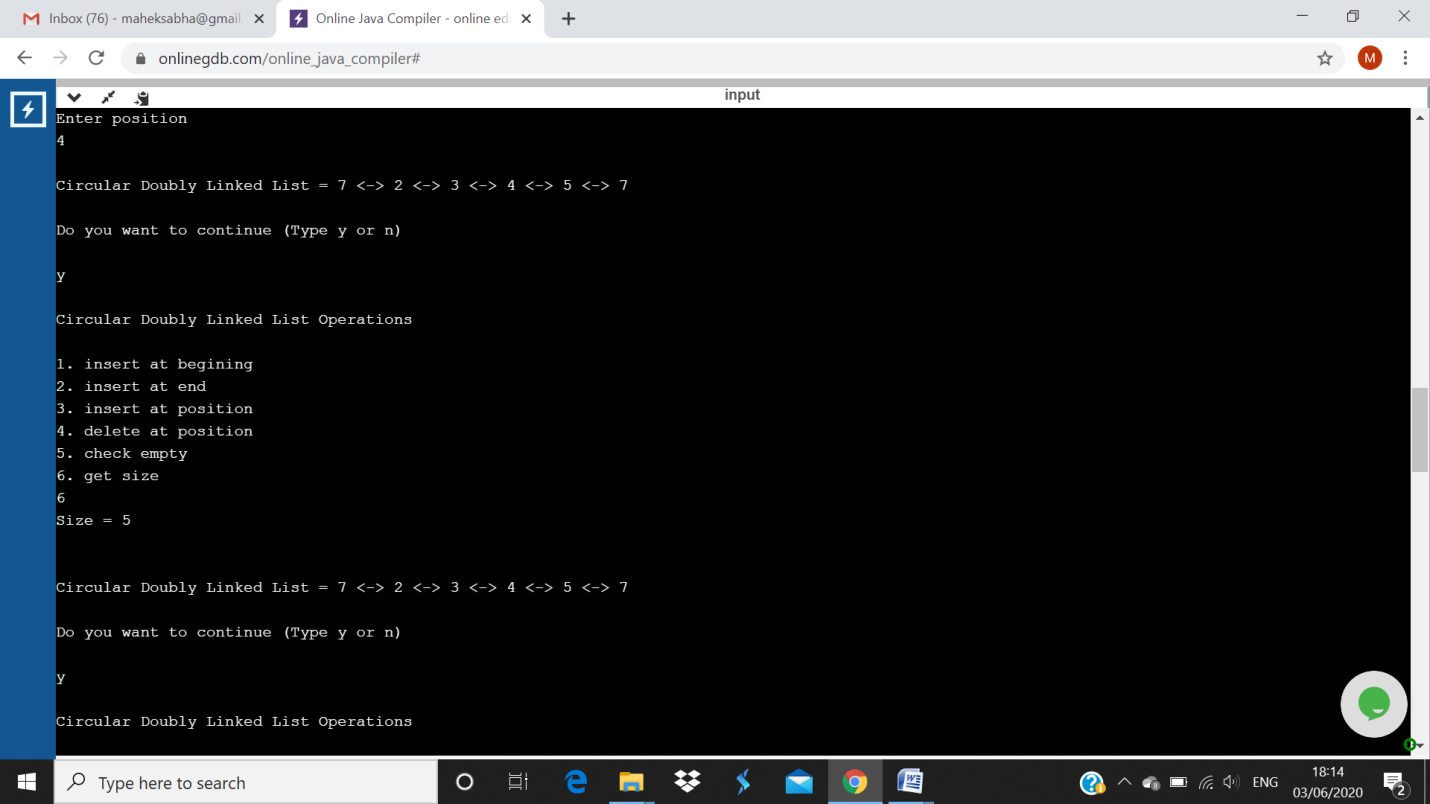 Inbox (76) - maheksabha@gmail.
Online Java Compiler - online edi
onlinegdb.com/online_java_compiler#
M
input
Enter position
4
Circular Doubly Linked List = 7 <-> 2 <-> 3 <-> 4 <-> 5 <-> 7
Do you want to continue (Type y or n)
y
Circular Doubly Linked List Operations
1. insert at begining
2. insert at end
3. insert at position
4. delete at position
5. check empty
6. get size
6
Size = 5
Circular Doubly Linked List = 7 <-> 2 <-> 3 <-> 4 <-> 5 <-> 7
Do you want to continue (Type y or n)
y
Circular Doubly Linked List Operations
Type here to search
ENG
18:14
03/06/2020
2